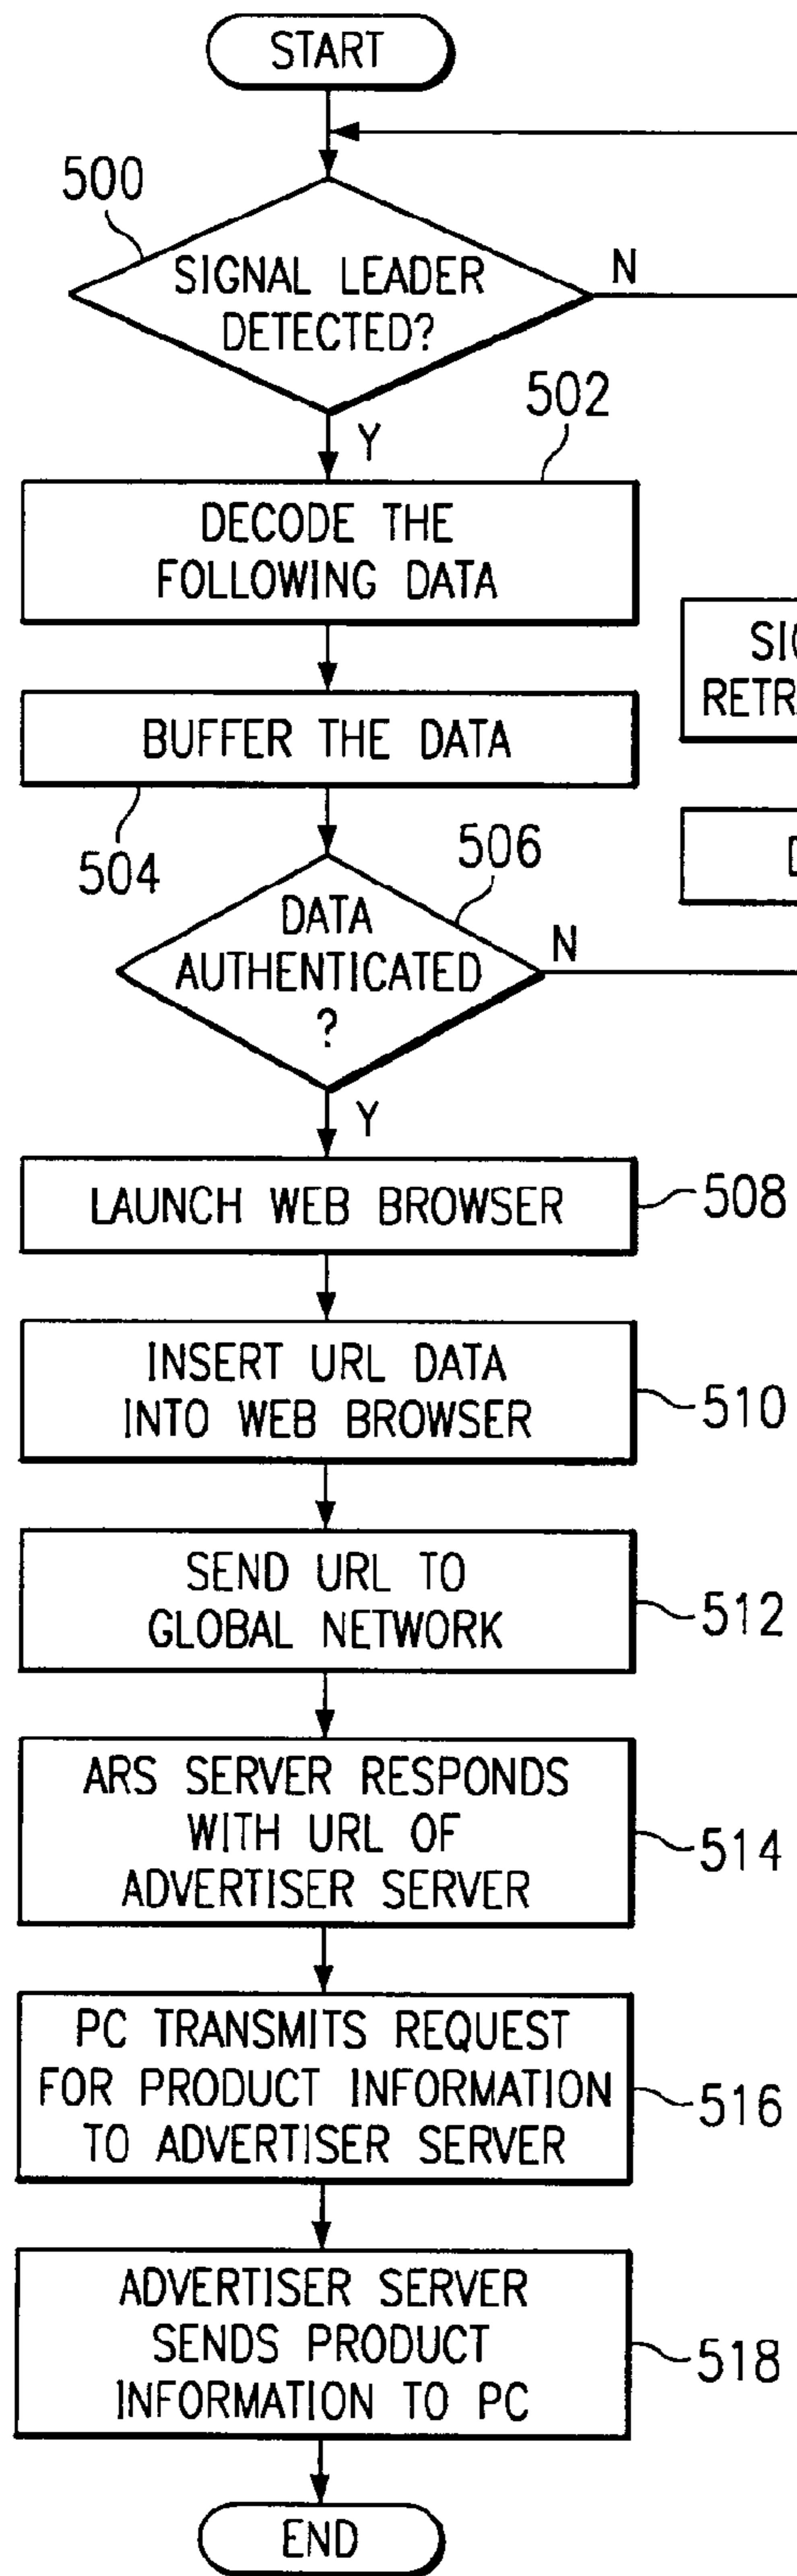 START
500
SIGNAL LEADER
DETECTED?
N
Y
502
DECODE THE
FOLLOWING DATA
BUFFER THE DATA
504
506
DATA
AUTHENTICATED
?
N
Y
LAUNCH WEB BROWSER
508
INSERT URL DATA
INTO WEB BROWSER
510
SEND URL TO
GLOBAL NETWORK
512
ARS SERVER RESPONDS
WITH URL OF
ADVERTISER SERVER
514
PC TRANSMITS REQUEST
FOR PRODUCT INFORMATION
TO ADVERTISER SERVER
516
ADVERTISER SERVER
SENDS PRODUCT
INFORMATION TO PC
518
END